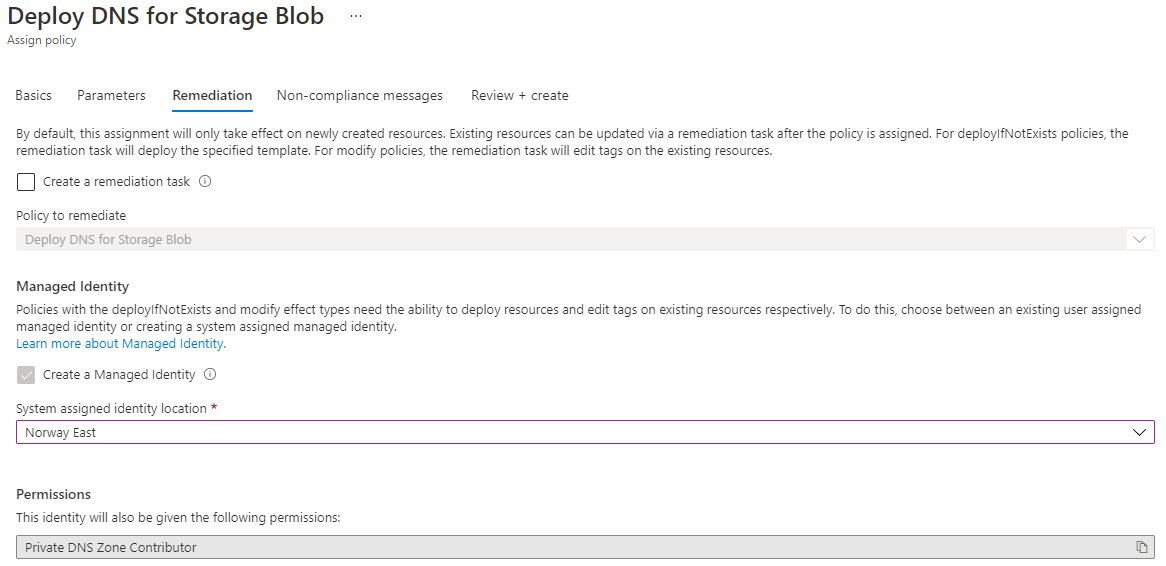 Deploy DNS for Storage Blob ...
Assign policy
Basics Parameters Remediation Non-compliance messages Review + create
By default, this assignment will only take effect on newly created resources. Existing resources can be updated via a remediation task after the policy is assigned. For deployIfNotExists policies, the
remediation task will deploy the specified template. For modify policies, the remediation task will edit tags on the existing resources.
Create a remediation task
Policy to remediate
Deploy DNS for Storage Blob
Managed Identity
Policies with the deployIfNotExists and modify effect types need the ability to deploy resources and edit tags on existing resources respectively. To do this, choose between an existing user assigned
managed identity or creating a system assigned managed identity.
Learn more about Managed Identity.
Create a Managed Identity
System assigned identity location *
Norway East
Permissions
This identity will also be given the following permissions:
Private DNS Zone Contributor